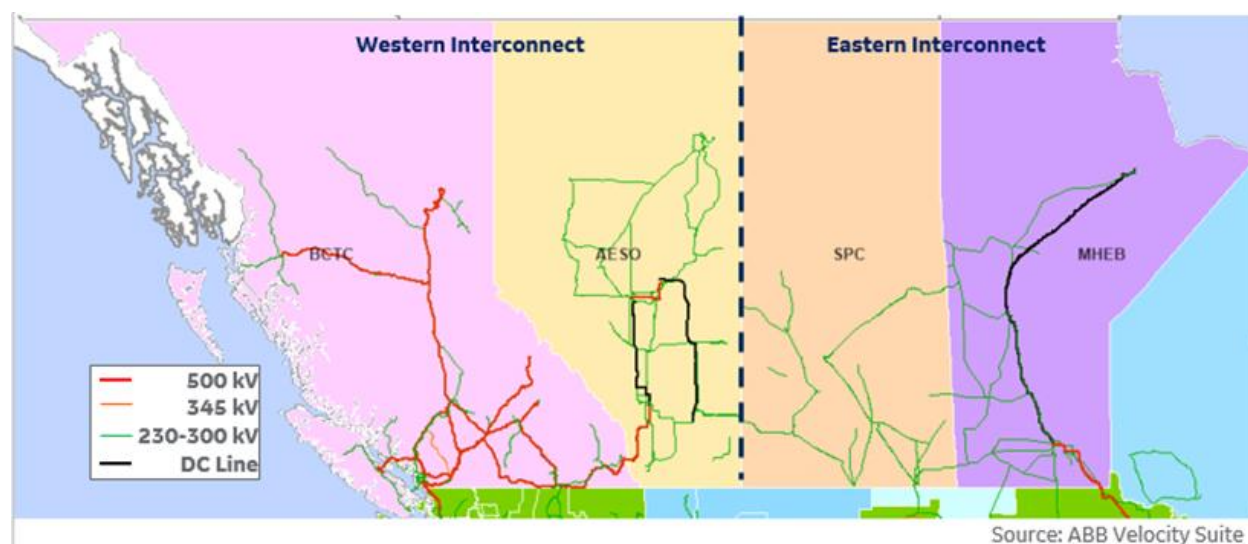 Western Interconnect
Eastern Interconnect
BCTC
AESO
SPC
MHEB
500 kV
345 kV
230-300 kV
DC Line
Source: ABB Velocity Suite